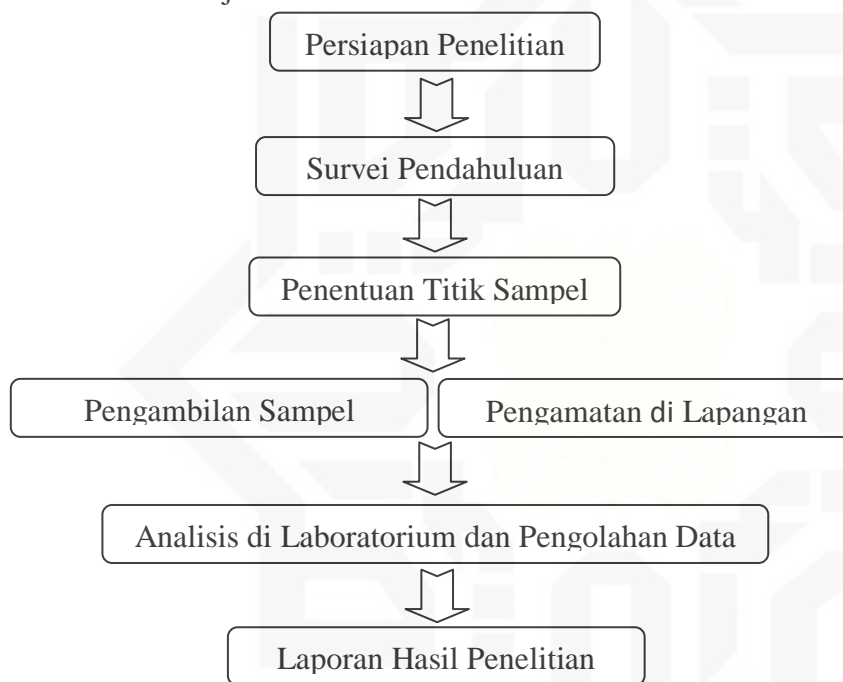 Persiapan Penelitian
Survei Pendahuluan
Penentuan Titik Sampel
Pengambilan Sampel
Pengamatan di Lapangan
Analisis di Laboratorium dan Pengolahan Data
Laporan Hasil Penelitian